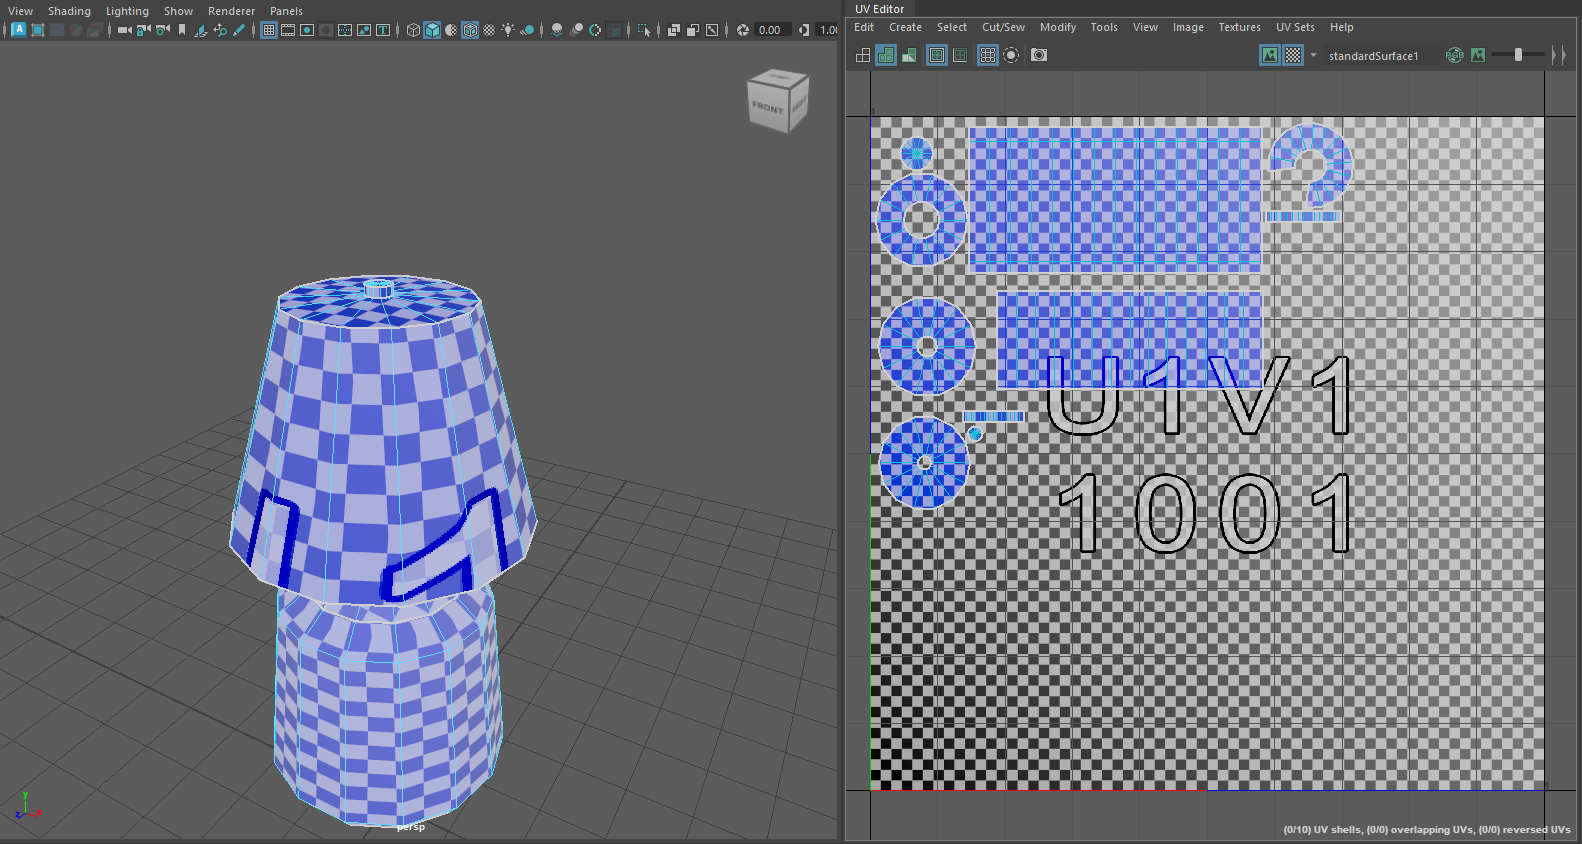 View Shading Lighting Show Renderer Panels
0.00
FRONT
persp
y
z
x
UV Editor
Edit Create Select Cut/Sew Modify Tools View Image Textures UV Sets Help
standardSurface1
RGB
1
U1V1
1001
1
(0/10) UV shells, (0/0) overlapping UVs, (0/0) reversed UVs